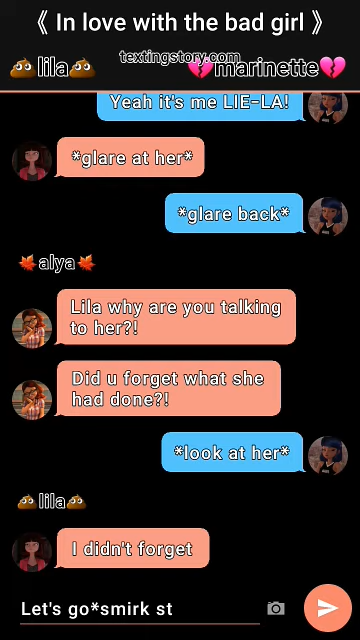 《 In love with the bad girl 》
textingstory.com
💩lila💩 💔marinette💔
Yeah it's me LIE-LA!
*glare at her*
*glare back*
🍁alya🍁
Lila why are you talking
to her?!
Did u forget what she
had done?!
*look at her*
💩lila💩
I didn't forget
Let's go*smirk st